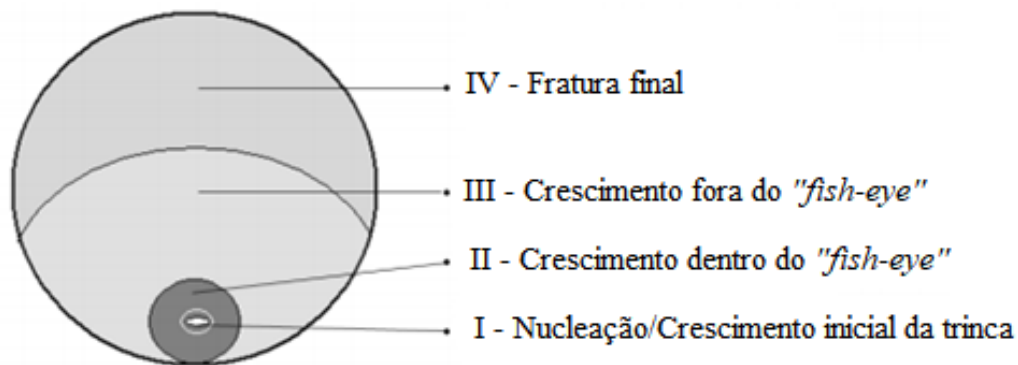 IV - Fratura final
III - Crescimento fora do "fish-eye"
II - Crescimento dentro do "fish-eye"
I - Nucleação/Crescimento inicial da trinca